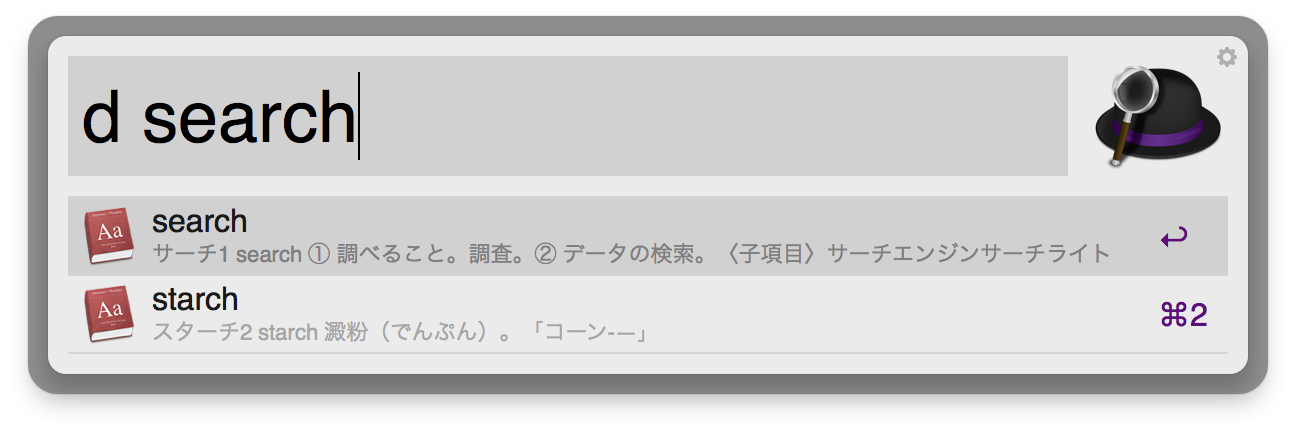 d search
search
サーチ1 search ① 調べること。調査。② データの検索。〈子項目〉サーチエンジンサーチライト
↩
starch
スターチ2 starch 澱粉（でんぷん）。「コーン-ー」
⌘2
Aa
Aa